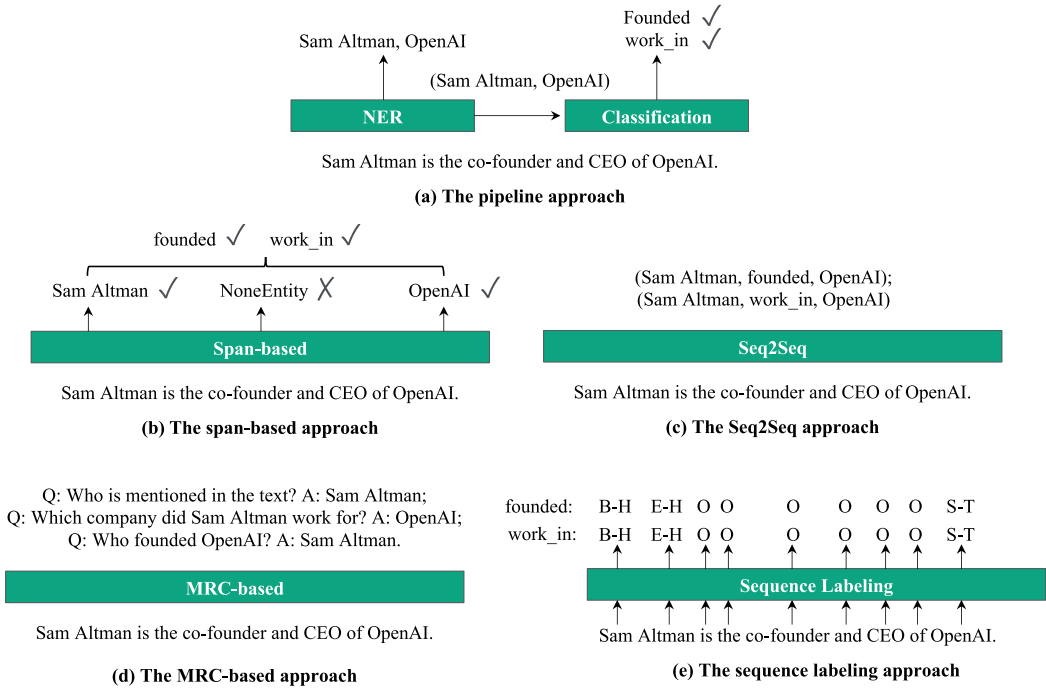 Founded ✓
Sam Altman, OpenAI work_in ✓
(Sam Altman, OpenAI)
NER Classification
Sam Altman is the co-founder and CEO of OpenAI.
(a) The pipeline approach
founded ✓ work_in ✓
Sam Altman ✓ NoneEntity ✗ OpenAI ✓
Span-based
Sam Altman is the co-founder and CEO of OpenAI.
(b) The span-based approach
(Sam Altman, founded, OpenAI);
(Sam Altman, work_in, OpenAI)
Seq2Seq
Sam Altman is the co-founder and CEO of OpenAI.
(c) The Seq2Seq approach
Q: Who is mentioned in the text? A: Sam Altman;
Q: Which company did Sam Altman work for? A: OpenAI;
Q: Who founded OpenAI? A: Sam Altman.
MRC-based
Sam Altman is the co-founder and CEO of OpenAI.
(d) The MRC-based approach
founded: B-H E-H O O O O O O S-T
work_in: B-H E-H O O O O O O S-T
Sequence Labeling
Sam Altman is the co-founder and CEO of OpenAI.
(e) The sequence labeling approach